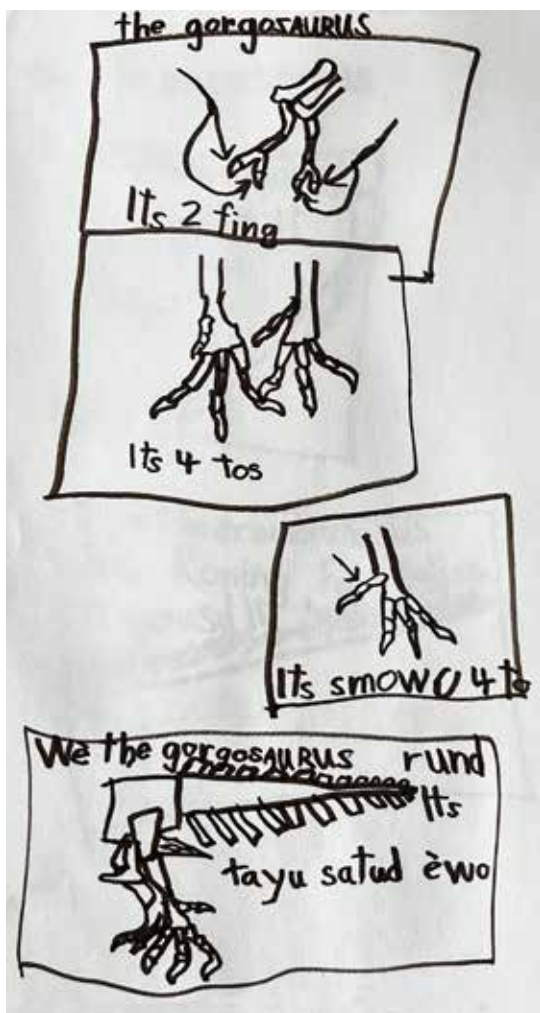 the gorgosAURUS
Its 2 fing
Its 4 tos
Its smowO 4 to
We the gorgosAURUS rund
Its
tayu satud èwo